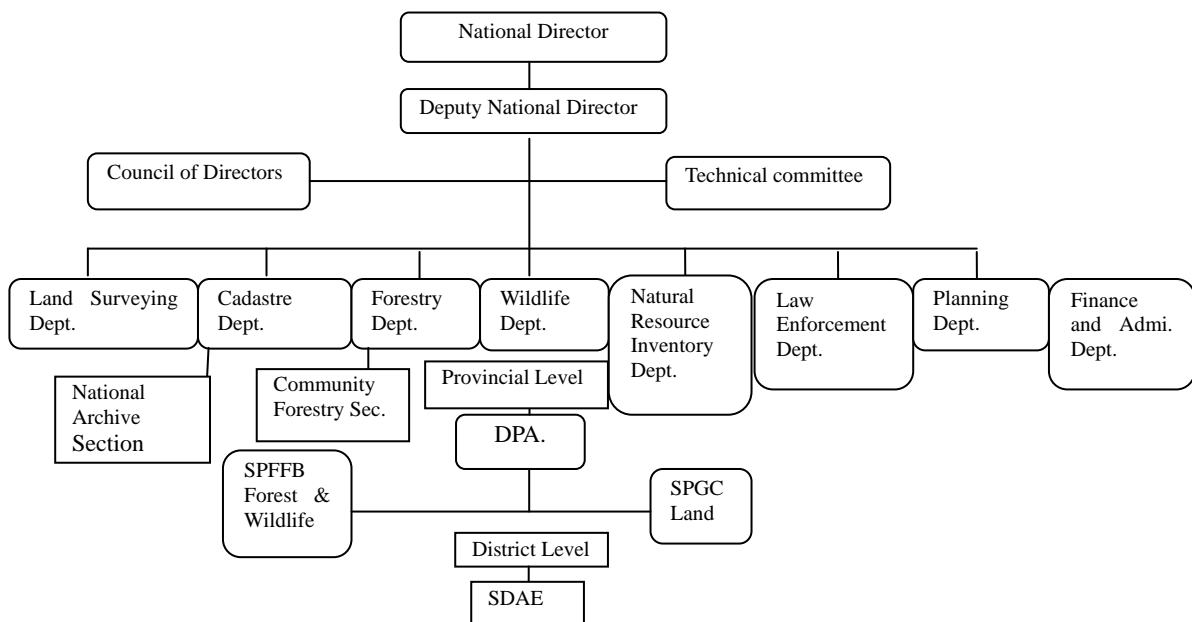 National Director
Deputy National Director
Council of Directors
Technical committee
Land Surveying
Dept.
Cadastre
Dept.
Forestry
Dept.
Wildlife
Dept.
Natural
Resource
Inventory
Dept.
Law
Enforcement
Dept.
Planning
Dept.
Finance
and Admi.
Dept.
National
Archive
Section
Community
Forestry Sec.
Provincial Level
DPA.
SPFFB
Forest &
Wildlife
SPGC
Land
District Level
SDAE